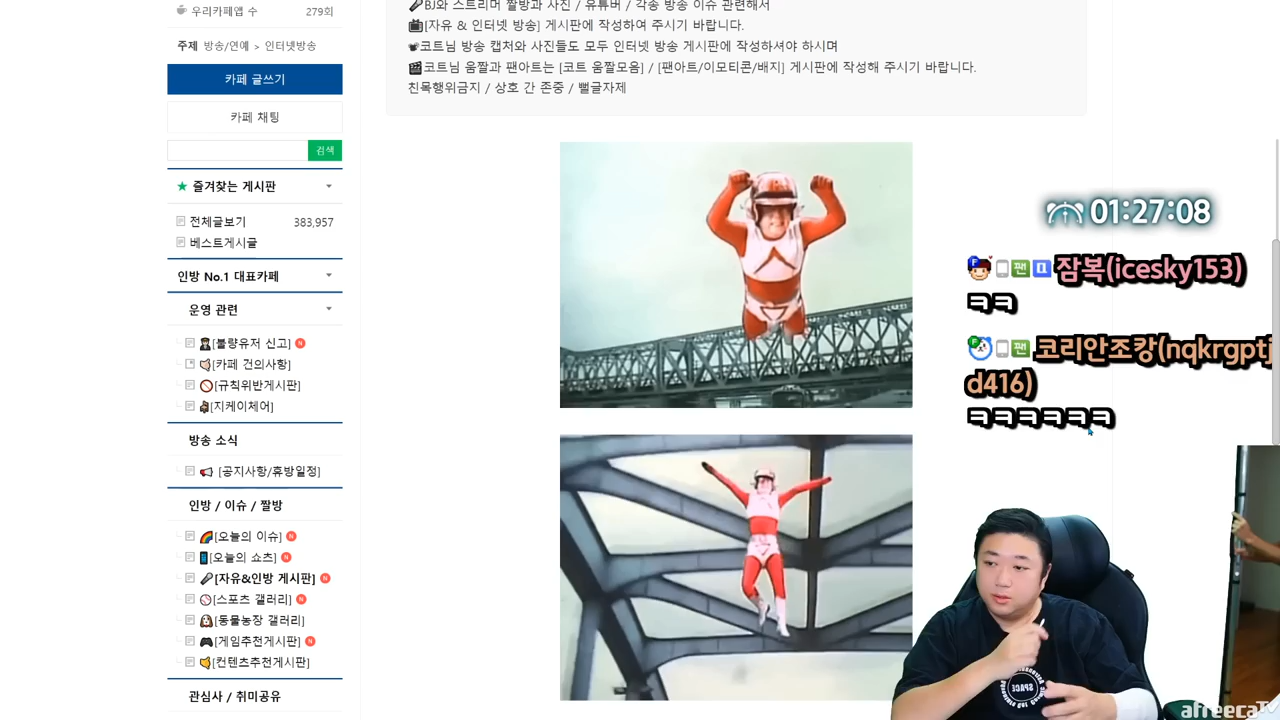 우리카페앱 수 279회
주제 방송/연예 > 인터넷방송
카페 글쓰기
카페 채팅
검색
★ 즐겨찾는 게시판
전체글보기 383,957
베스트게시글
인방 No.1 대표카페
운영 관련
[불량유저 신고] N
[카페 건의사항]
[규칙위반게시판]
[지케이체어]
방송 소식
[공지사항/휴방일정]
인방 / 이슈 / 짤방
[오늘의 이슈] N
[오늘의 쇼츠] N
[자유&인방 게시판] N
[스포츠 갤러리] N
[동물농장 갤러리]
[게임추천게시판] N
[컨텐츠추천게시판]
관심사 / 취미공유
BJ와 스트리머 짤방과 사진 / 유튜버 / 각종 방송 이슈 관련해서
[자유 & 인터넷 방송] 게시판에 작성하여 주시기 바랍니다.
코트님 방송 캡처와 사진들도 모두 인터넷 방송 게시판에 작성하셔야 하시며
코트님 움짤과 팬아트는 [코트 움짤모음] / [팬아트/이모티콘/배지] 게시판에 작성해 주시기 바랍니다.
친목행위금지 / 상호 간 존중 / 뻘글자제
01:27:08
F 팬 잠복(icesky153)
ㅋㅋ
F 팬 코리안조캉(nqkrgptj
d416)
ㅋㅋㅋㅋㅋㅋ
SPACE
afreecaTV